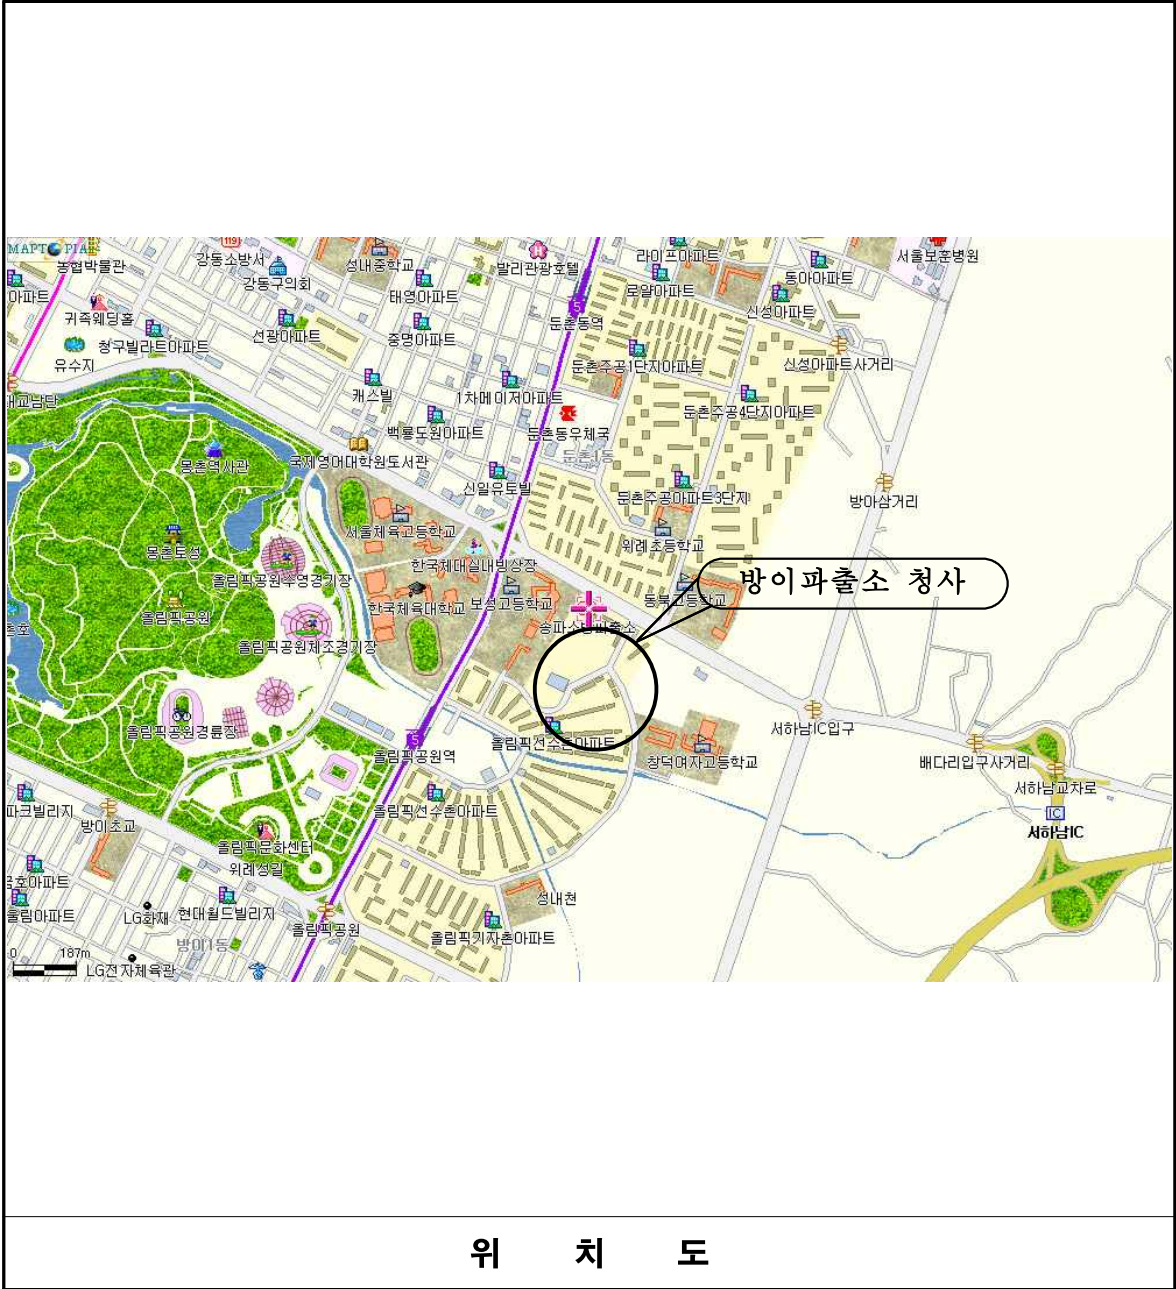 MAPTOPIA
119
농협박물관
강동소방서
강동구의회
성내중학교
발리관광호텔
라이프아파트
서울보훈병원
아파트
태영아파트
로얄아파트
동아아파트
신성아파트
귀족웨딩홀
선광아파트
중명아파트
5
둔촌동역
청구빌라트아파트
유수지
둔촌주공1단지아파트
신성아파트사거리
캐스빌
1차메이저아파트
대교남단
백룡도원아파트
둔촌동우체국
둔촌주공4단지아파트
몽촌역사관
국제영어대학원도서관
둔촌1동
신일유토빌
둔촌주공아파트3단지
방아삼거리
서울체육고등학교
몽촌토성
위례초등학교
한국체대실내빙상장
올림픽공원수영경기장
방이파출소 청사
올림픽공원
한국체육대학교
보성고등학교
동북고등학교
촌호
올림픽공원체조경기장
올림픽공원경륜장
5
올림픽공원역
올림픽선수촌아파트
창덕여자고등학교
서하남IC입구
배다리입구사거리
서하남교차로
IC
서하남IC
파크빌리지
방이초교
올림픽선수촌아파트
올림픽문화센터
위례성길
금호아파트
울림아파트
LG화재
현대월드빌리지
올림픽공원
성내천
올림픽기자촌아파트
방이1동
0 187m
LG전자체육관
위 치 도